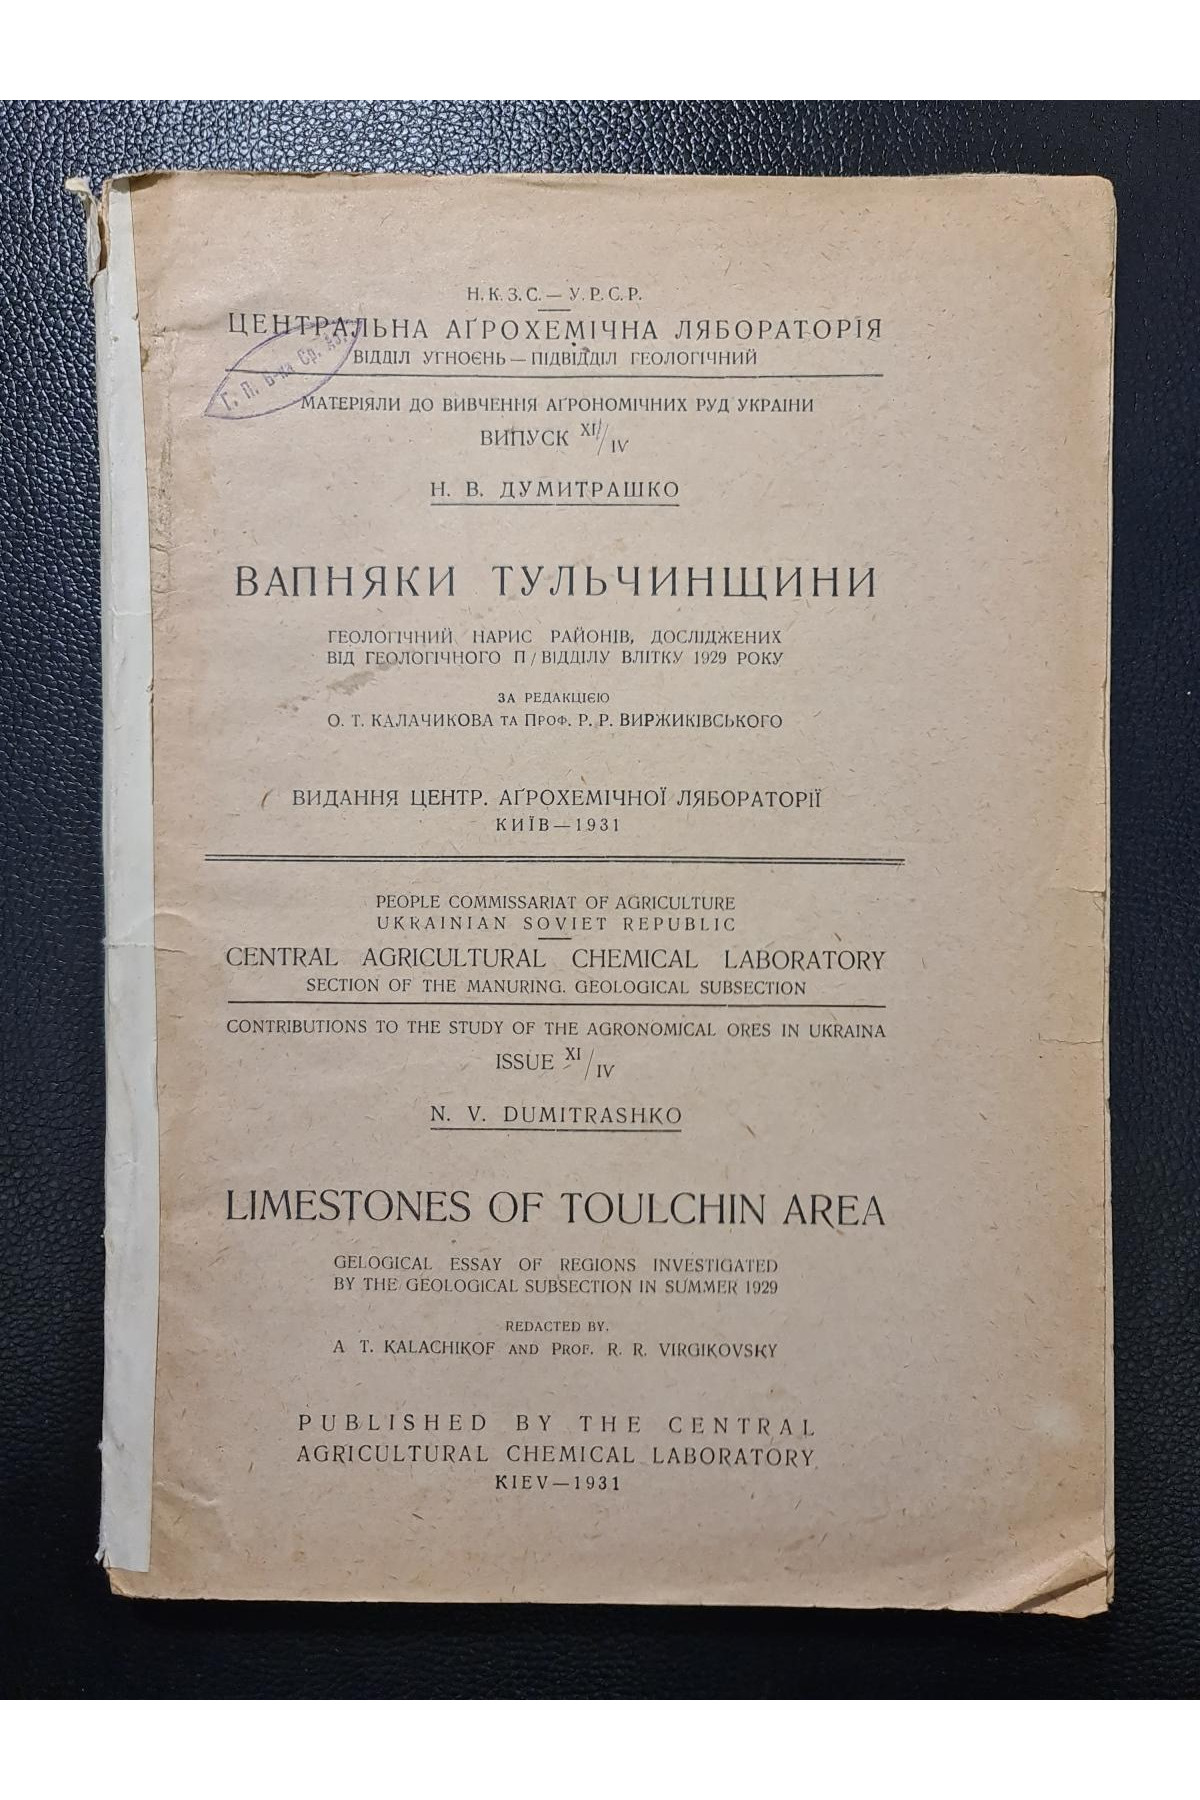 Н. К. З. С. — У. Р. С. Р.
ЦЕНТРАЛЬНА АҐРОХЕМІЧНА ЛЯБОРАТОРІЯ
ВІДДІЛ УГНОЄНЬ — ПІДВІДДІЛ ГЕОЛОГІЧНИЙ
Г. П. Б-ка Ср. Аз.
МАТЕРІЯЛИ ДО ВИВЧЕННЯ АҐРОНОМІЧНИХ РУД УКРАІНИ
ВИПУСК XI/IV
Н. В. ДУМИТРАШКО
ВАПНЯКИ ТУЛЬЧИНЩИНИ
ГЕОЛОГІЧНИЙ НАРИС РАЙОНІВ, ДОСЛІДЖЕНИХ
ВІД ГЕОЛОГІЧНОГО П/ВІДДІЛУ ВЛІТКУ 1929 РОКУ
ЗА РЕДАКЦІЄЮ
О. Т. КАЛАЧИКОВА ТА ПРОФ. Р. Р. ВИРЖИКІВСЬКОГО
ВИДАННЯ ЦЕНТР. АҐРОХЕМІЧНОЇ ЛЯБОРАТОРІЇ
КИЇВ — 1931
PEOPLE COMMISSARIAT OF AGRICULTURE
UKRAINIAN SOVIET REPUBLIC
CENTRAL AGRICULTURAL CHEMICAL LABORATORY
SECTION OF THE MANURING. GEOLOGICAL SUBSECTION
CONTRIBUTIONS TO THE STUDY OF THE AGRONOMICAL ORES IN UKRAINA
ISSUE XI/IV
N. V. DUMITRASHKO
LIMESTONES OF TOULCHIN AREA
GELOGICAL ESSAY OF REGIONS INVESTIGATED
BY THE GEOLOGICAL SUBSECTION IN SUMMER 1929
REDACTED BY.
A T. KALACHIKOF AND PROF. R. R. VIRGIKOVSKY
PUBLISHED BY THE CENTRAL
AGRICULTURAL CHEMICAL LABORATORY
KIEV — 1931